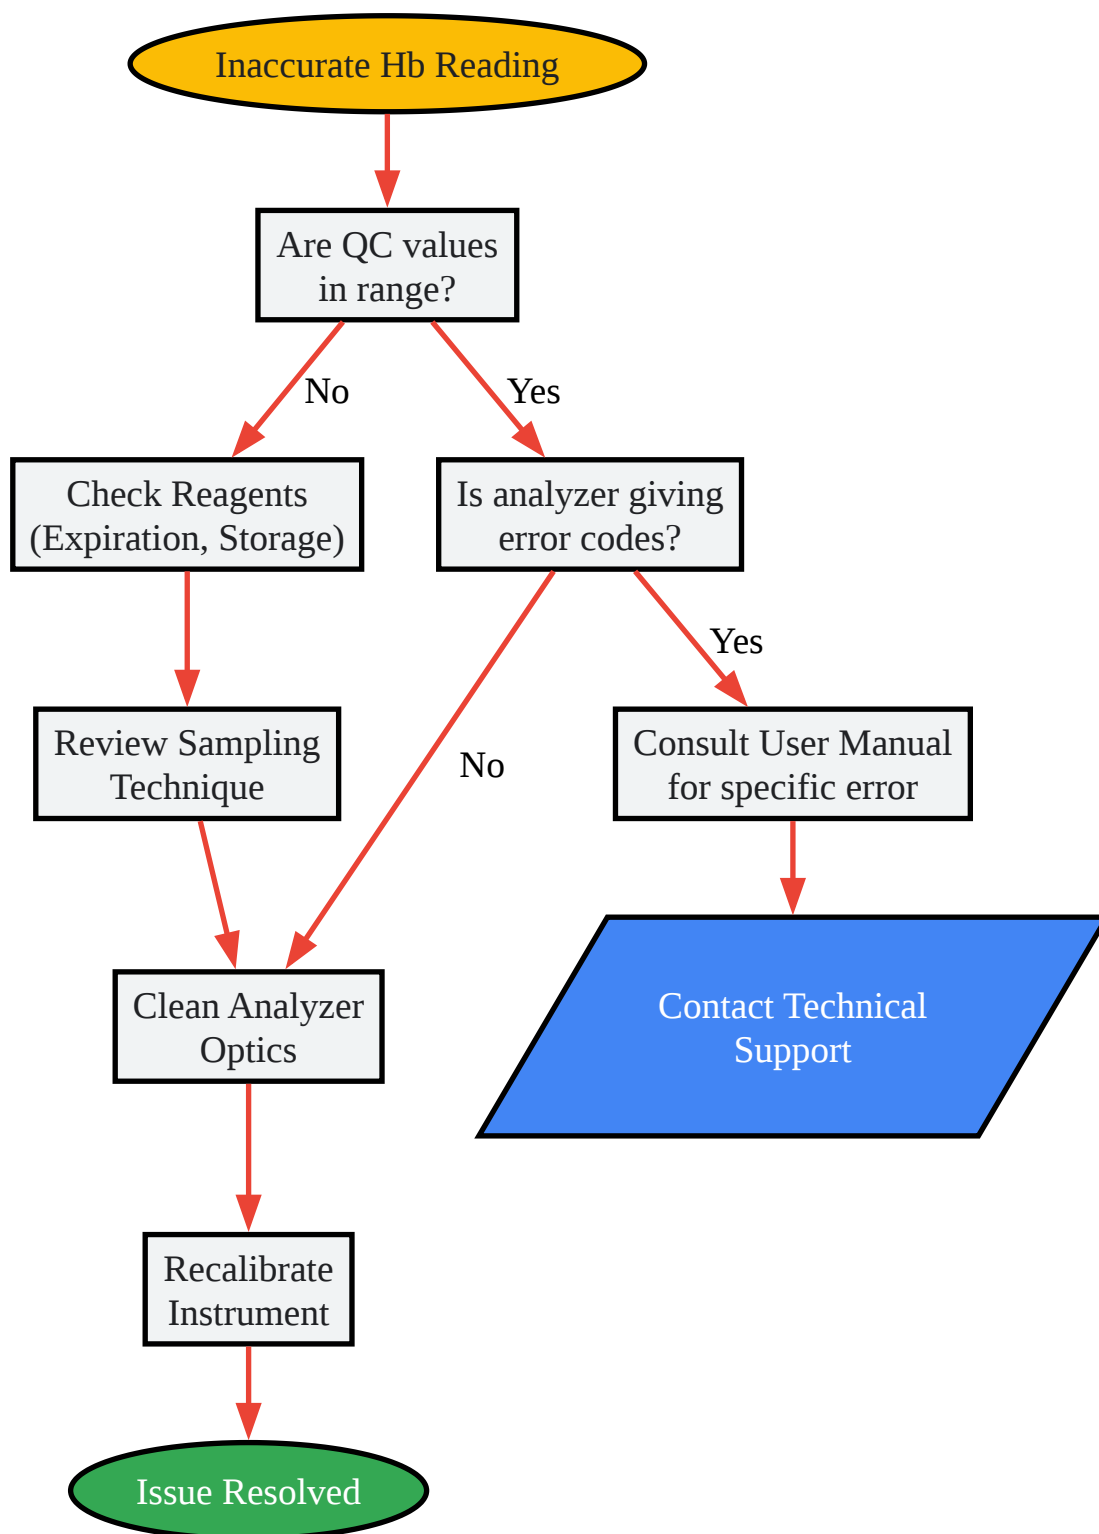 Inaccurate Hb Reading
Are QC values
in range?
No
Yes
Check Reagents
(Expiration, Storage)
Is analyzer giving
error codes?
Yes
Review Sampling
Technique
No
Consult User Manual
for specific error
Clean Analyzer
Optics
Contact Technical
Support
Recalibrate
Instrument
Issue Resolved